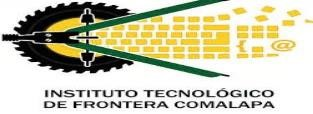 { @
INSTITUTO TECNOLÓGICO
DE FRONTERA COMALAPA